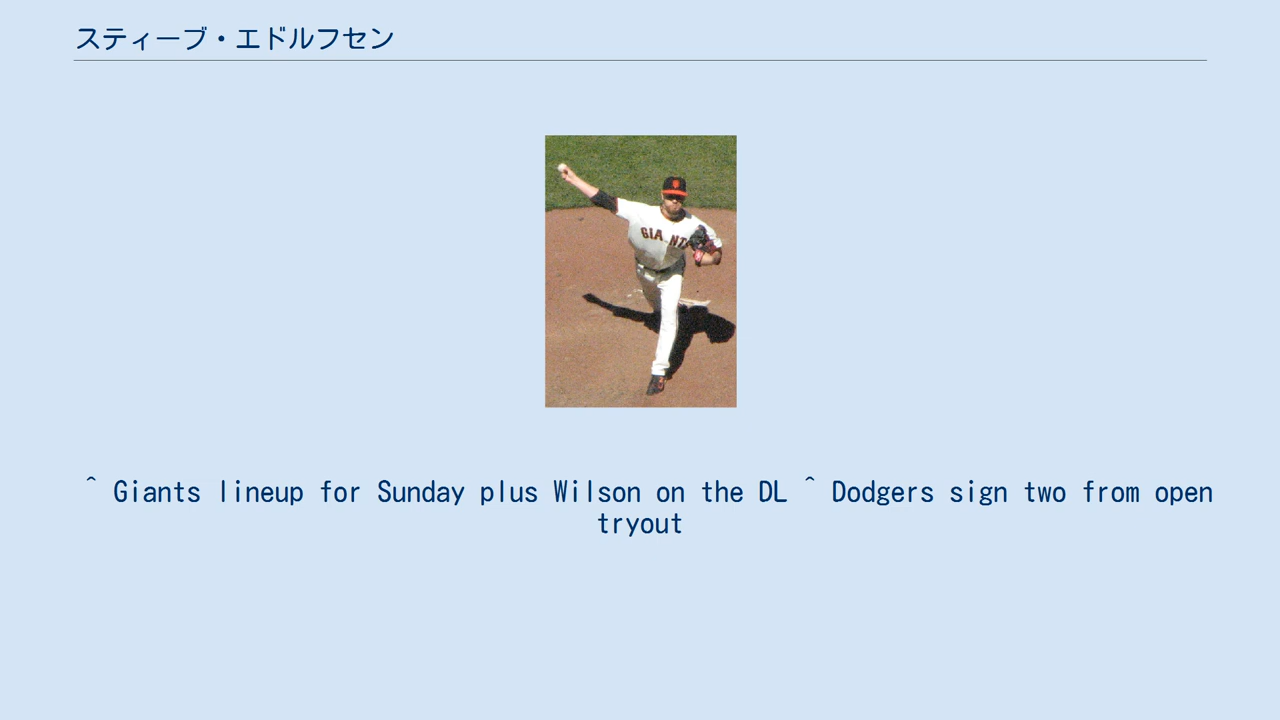 スティーブ・エドルフセン
GIANTS
^ Giants lineup for Sunday plus Wilson on the DL ^ Dodgers sign two from open
tryout